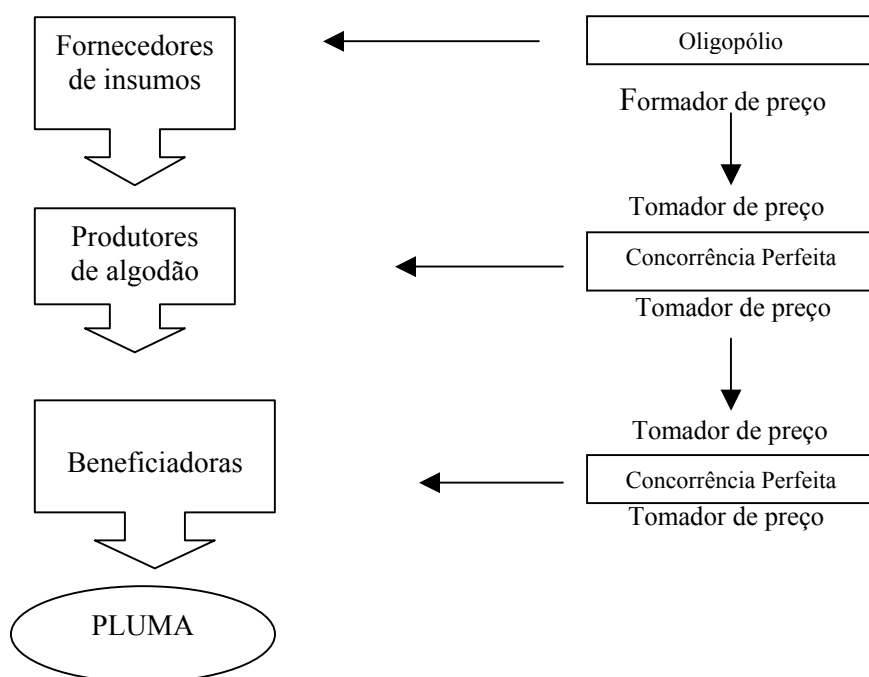 Fornecedores
de insumos
Oligopólio
Formador de preço
Tomador de preço
Produtores
de algodão
Concorrência Perfeita
Tomador de preço
Tomador de preço
Beneficiadoras
Concorrência Perfeita
Tomador de preço
PLUMA